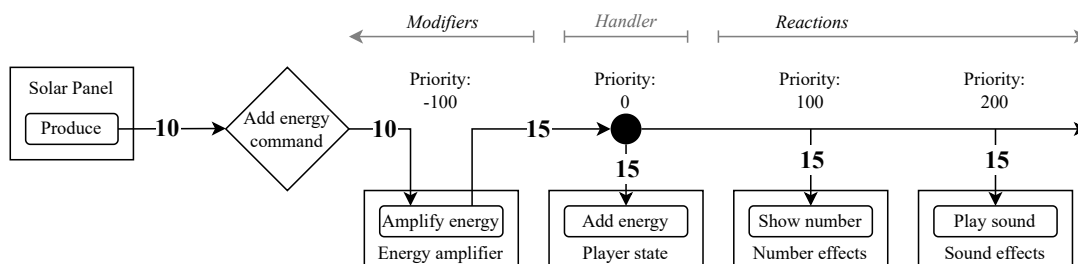 Modifiers
Handler
Reactions
Solar Panel
Produce
10
Add energy
command
Priority:
-100
10
15
Priority:
0
15
Priority:
100
15
Priority:
200
15
Amplify energy
Energy amplifier
Add energy
Player state
Show number
Number effects
Play sound
Sound effects